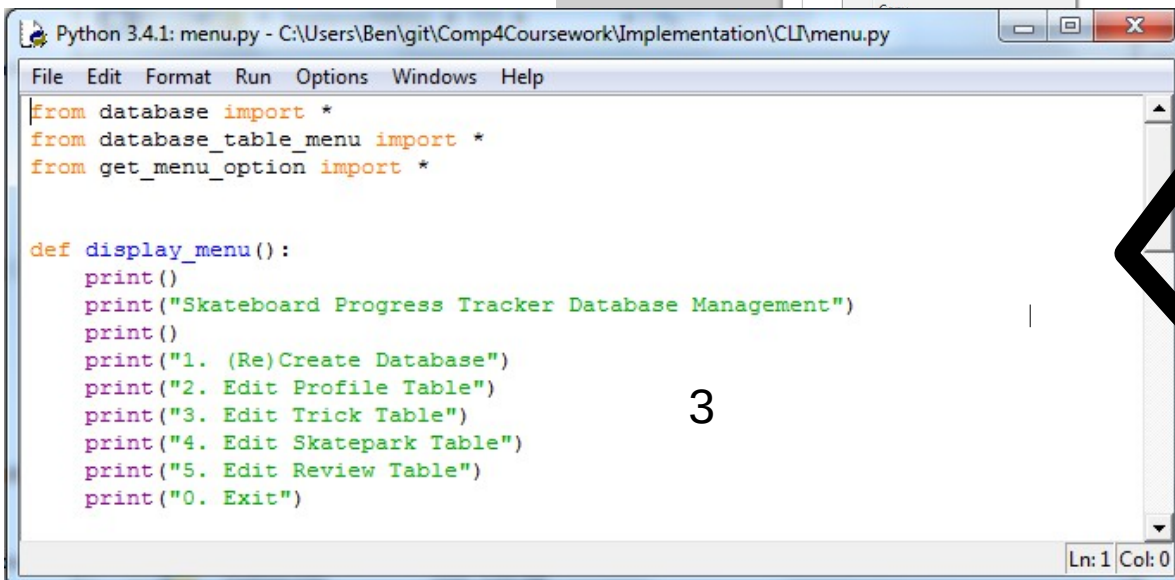 Python 3.4.1: menu.py - C:\Users\Ben\git\Comp4Coursework\Implementation\CLI\menu.py
File Edit Format Run Options Windows Help
from database import *
from database_table_menu import *
from get_menu_option import *
def display_menu():
    print()
    print("Skateboard Progress Tracker Database Management")
    print()
    print("1. (Re)Create Database")
    print("2. Edit Profile Table")
    print("3. Edit Trick Table")
    print("4. Edit Skatepark Table")
    print("5. Edit Review Table")
    print("0. Exit")
3
Ln: 1 Col: 0